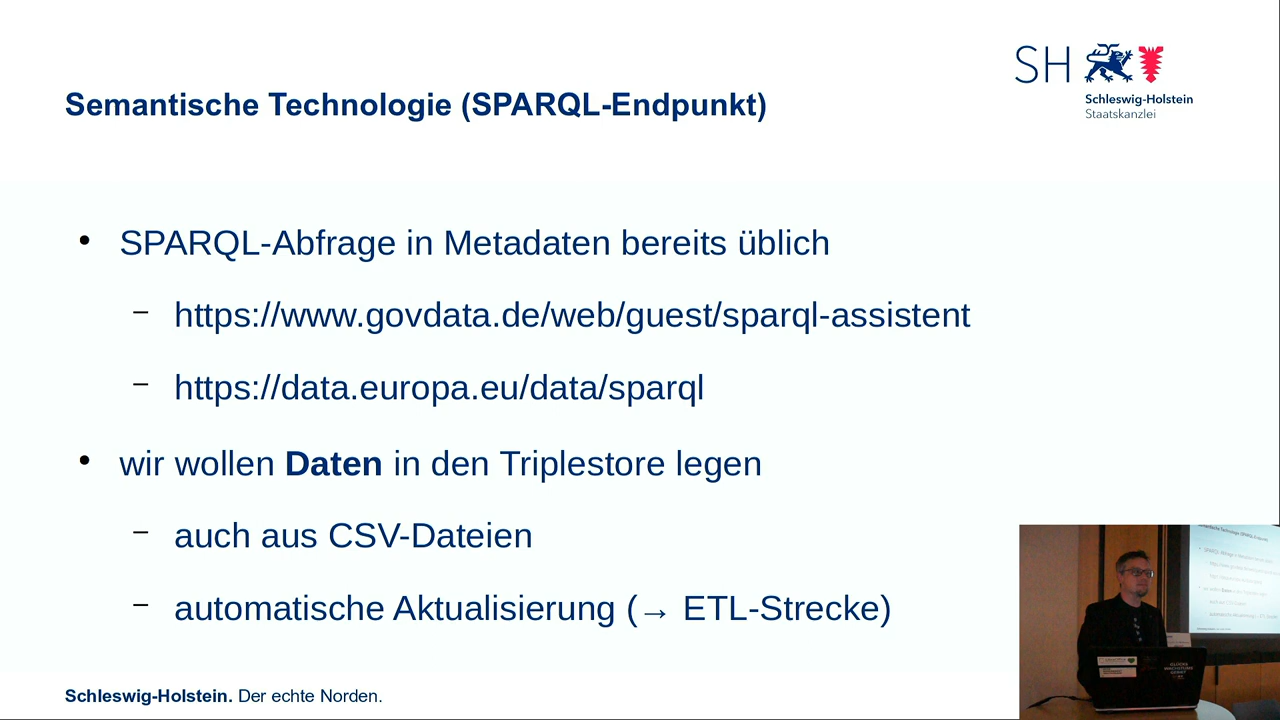 SH
Schleswig-Holstein
Staatskanzlei
Semantische Technologie (SPARQL-Endpunkt)
• SPARQL-Abfrage in Metadaten bereits üblich
– https://www.govdata.de/web/guest/sparql-assistent
– https://data.europa.eu/data/sparql
• wir wollen Daten in den Triplestore legen
– auch aus CSV-Dateien
– automatische Aktualisierung (→ ETL-Strecke)
Schleswig-Holstein. Der echte Norden.